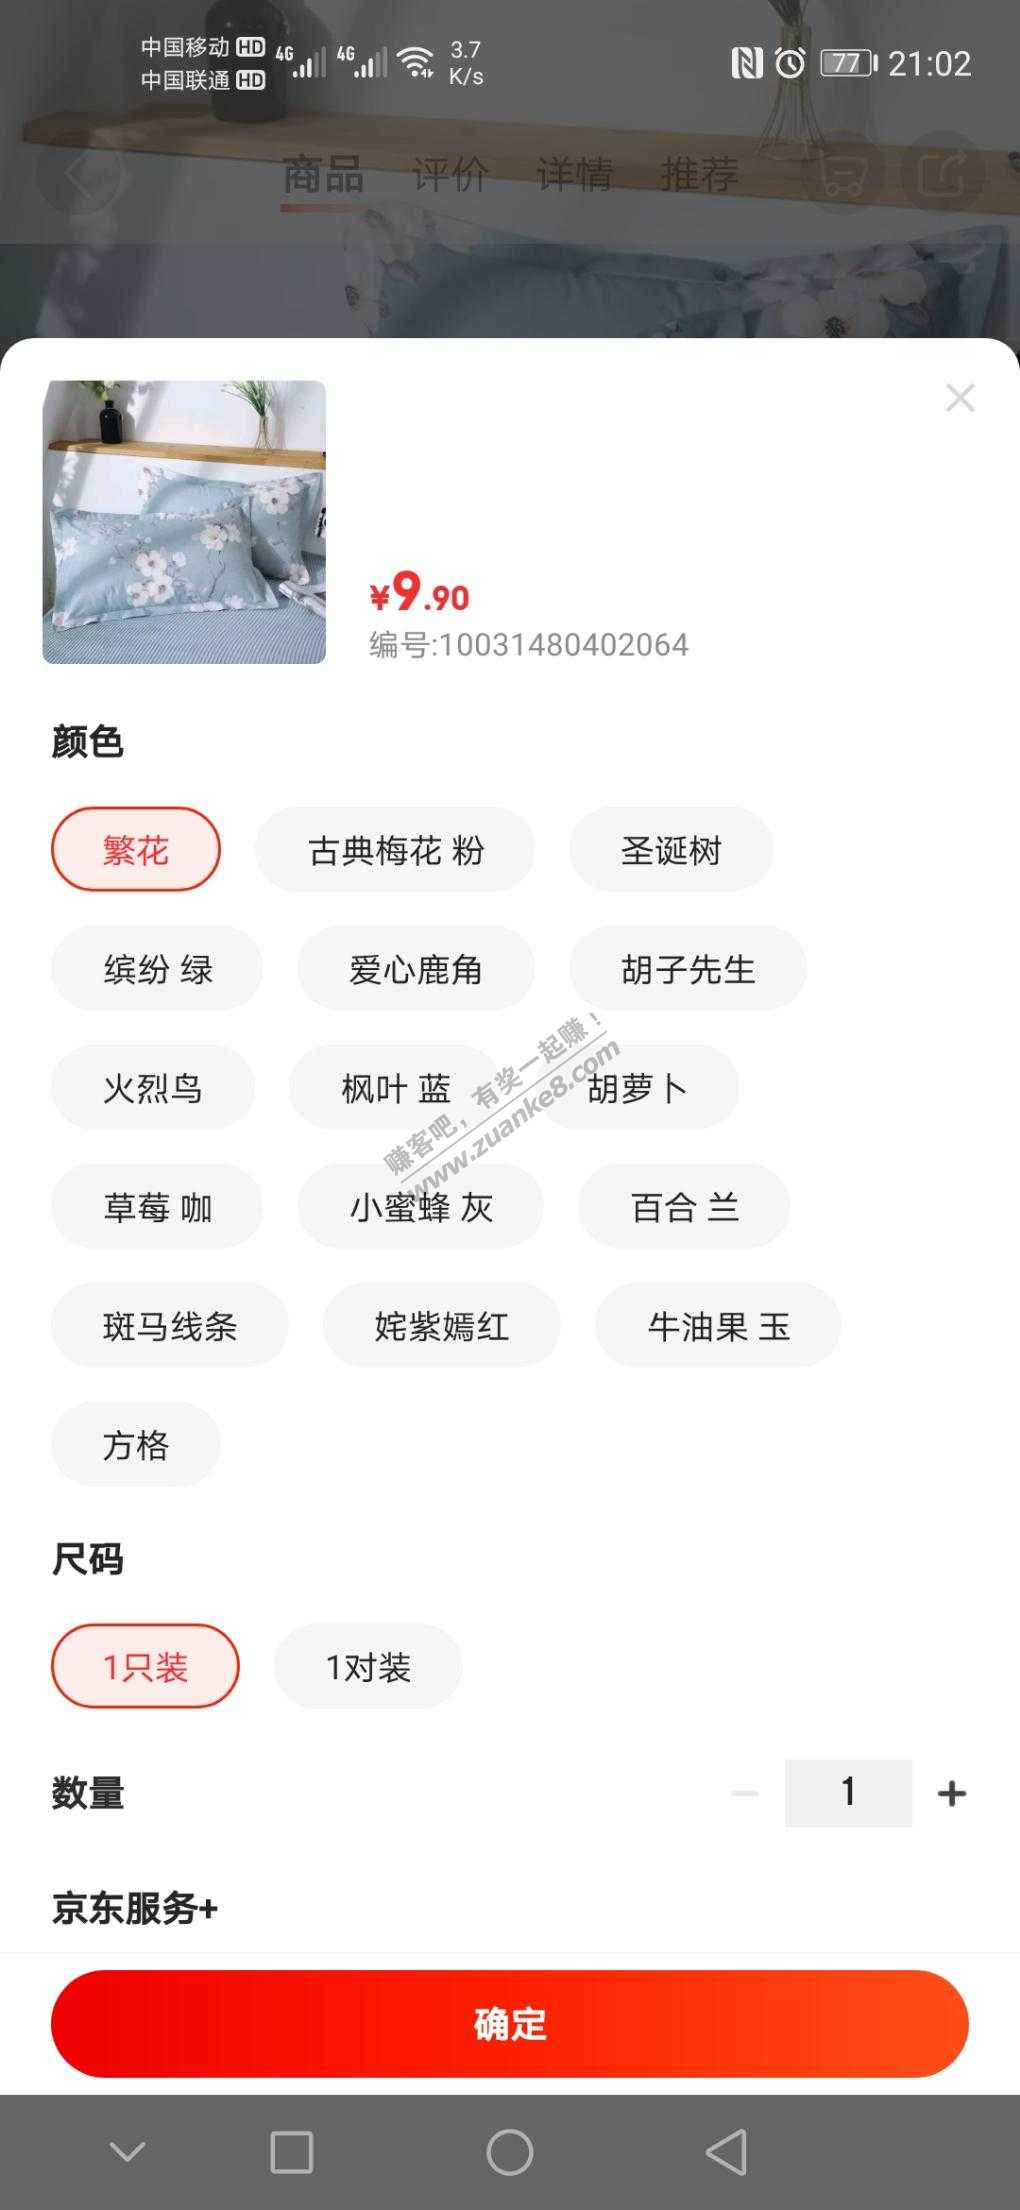 中国移动 HD 4G 4G 3.7 K/s 77 21:02
中国联通 HD
商品 评价 详情 推荐
¥9.90
编号:10031480402064
颜色
繁花 古典梅花 粉 圣诞树
缤纷 绿 爱心鹿角 胡子先生
火烈鸟 枫叶 蓝 胡萝卜
赚客吧，有奖一起赚！
www.zuanke8.com
草莓 咖 小蜜蜂 灰 百合 兰
斑马线条 姹紫嫣红 牛油果 玉
方格
尺码
1只装 1对装
数量 1
京东服务+
确定